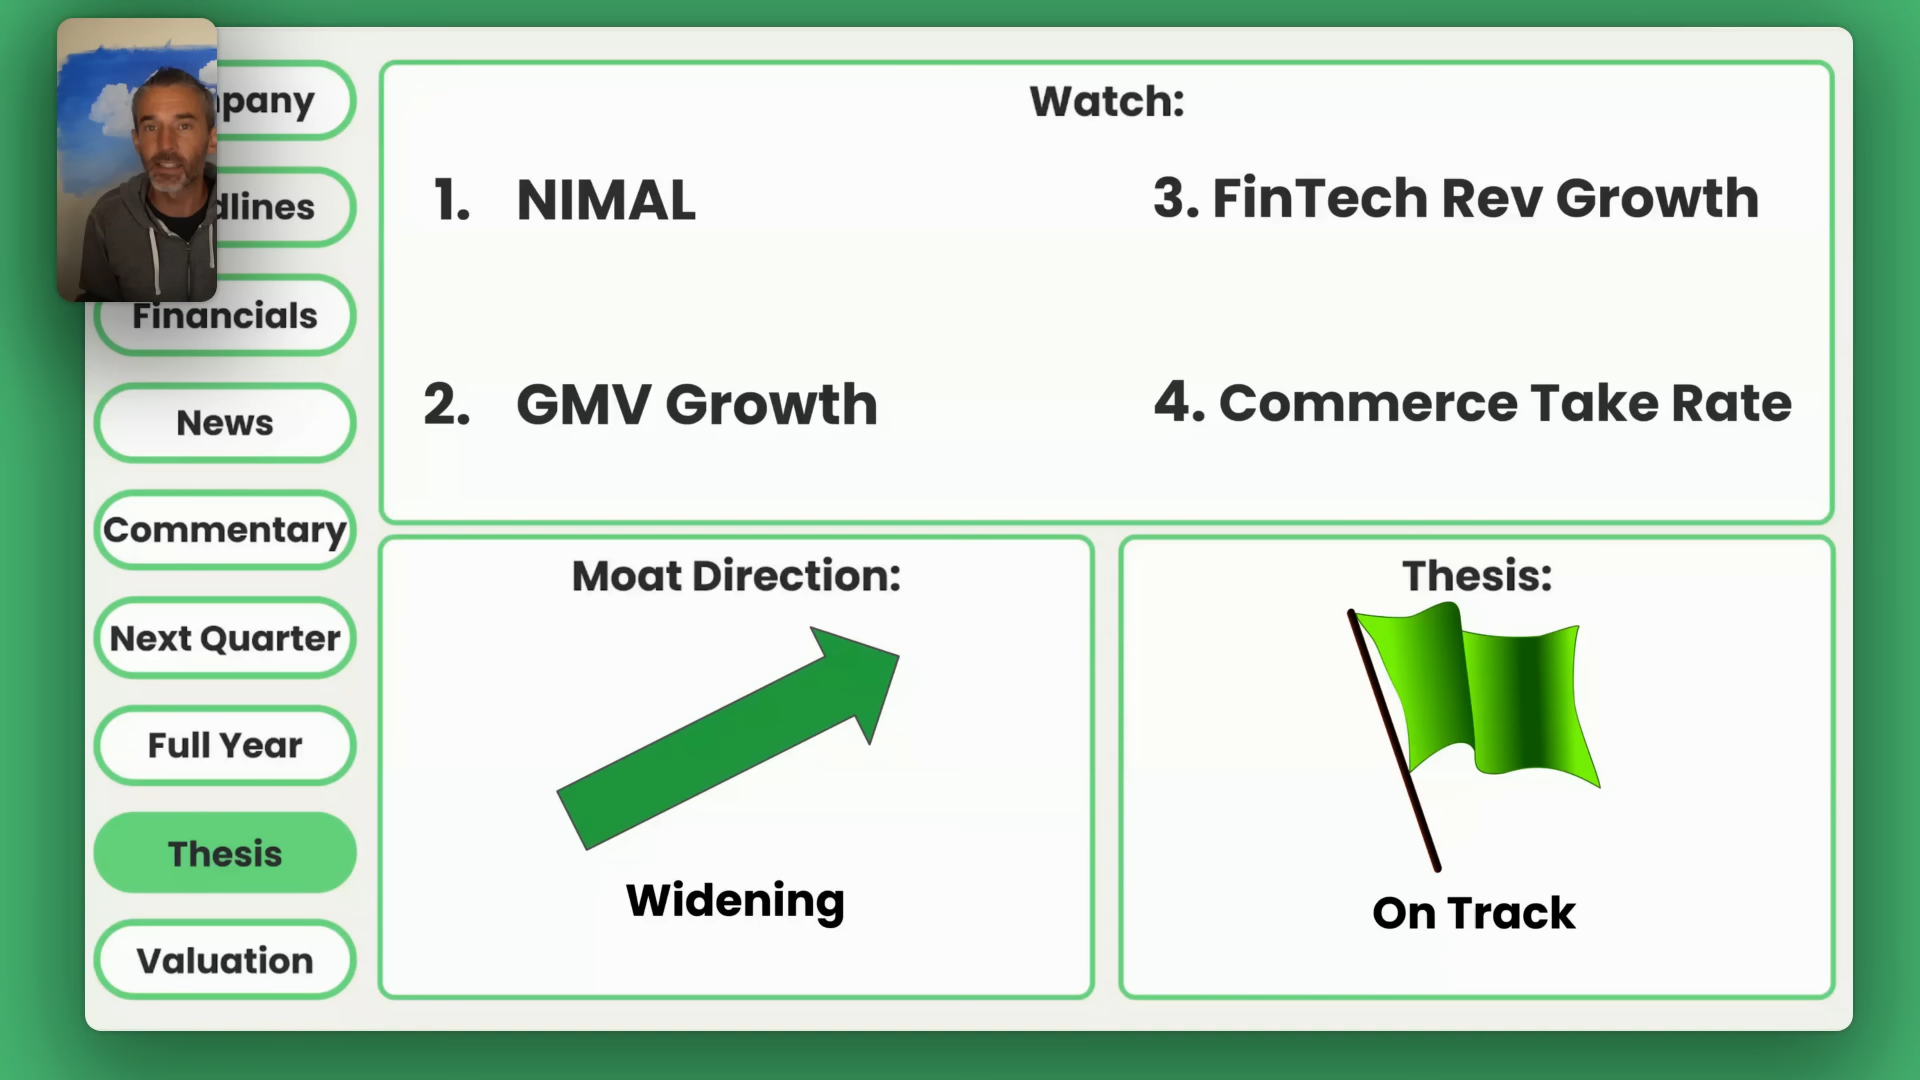 mpany
dlines
Financials
News
Commentary
Next Quarter
Full Year
Thesis
Valuation
Watch:
1. NIMAL
2. GMV Growth
3. FinTech Rev Growth
4. Commerce Take Rate
Moat Direction:
Widening
Thesis:
On Track